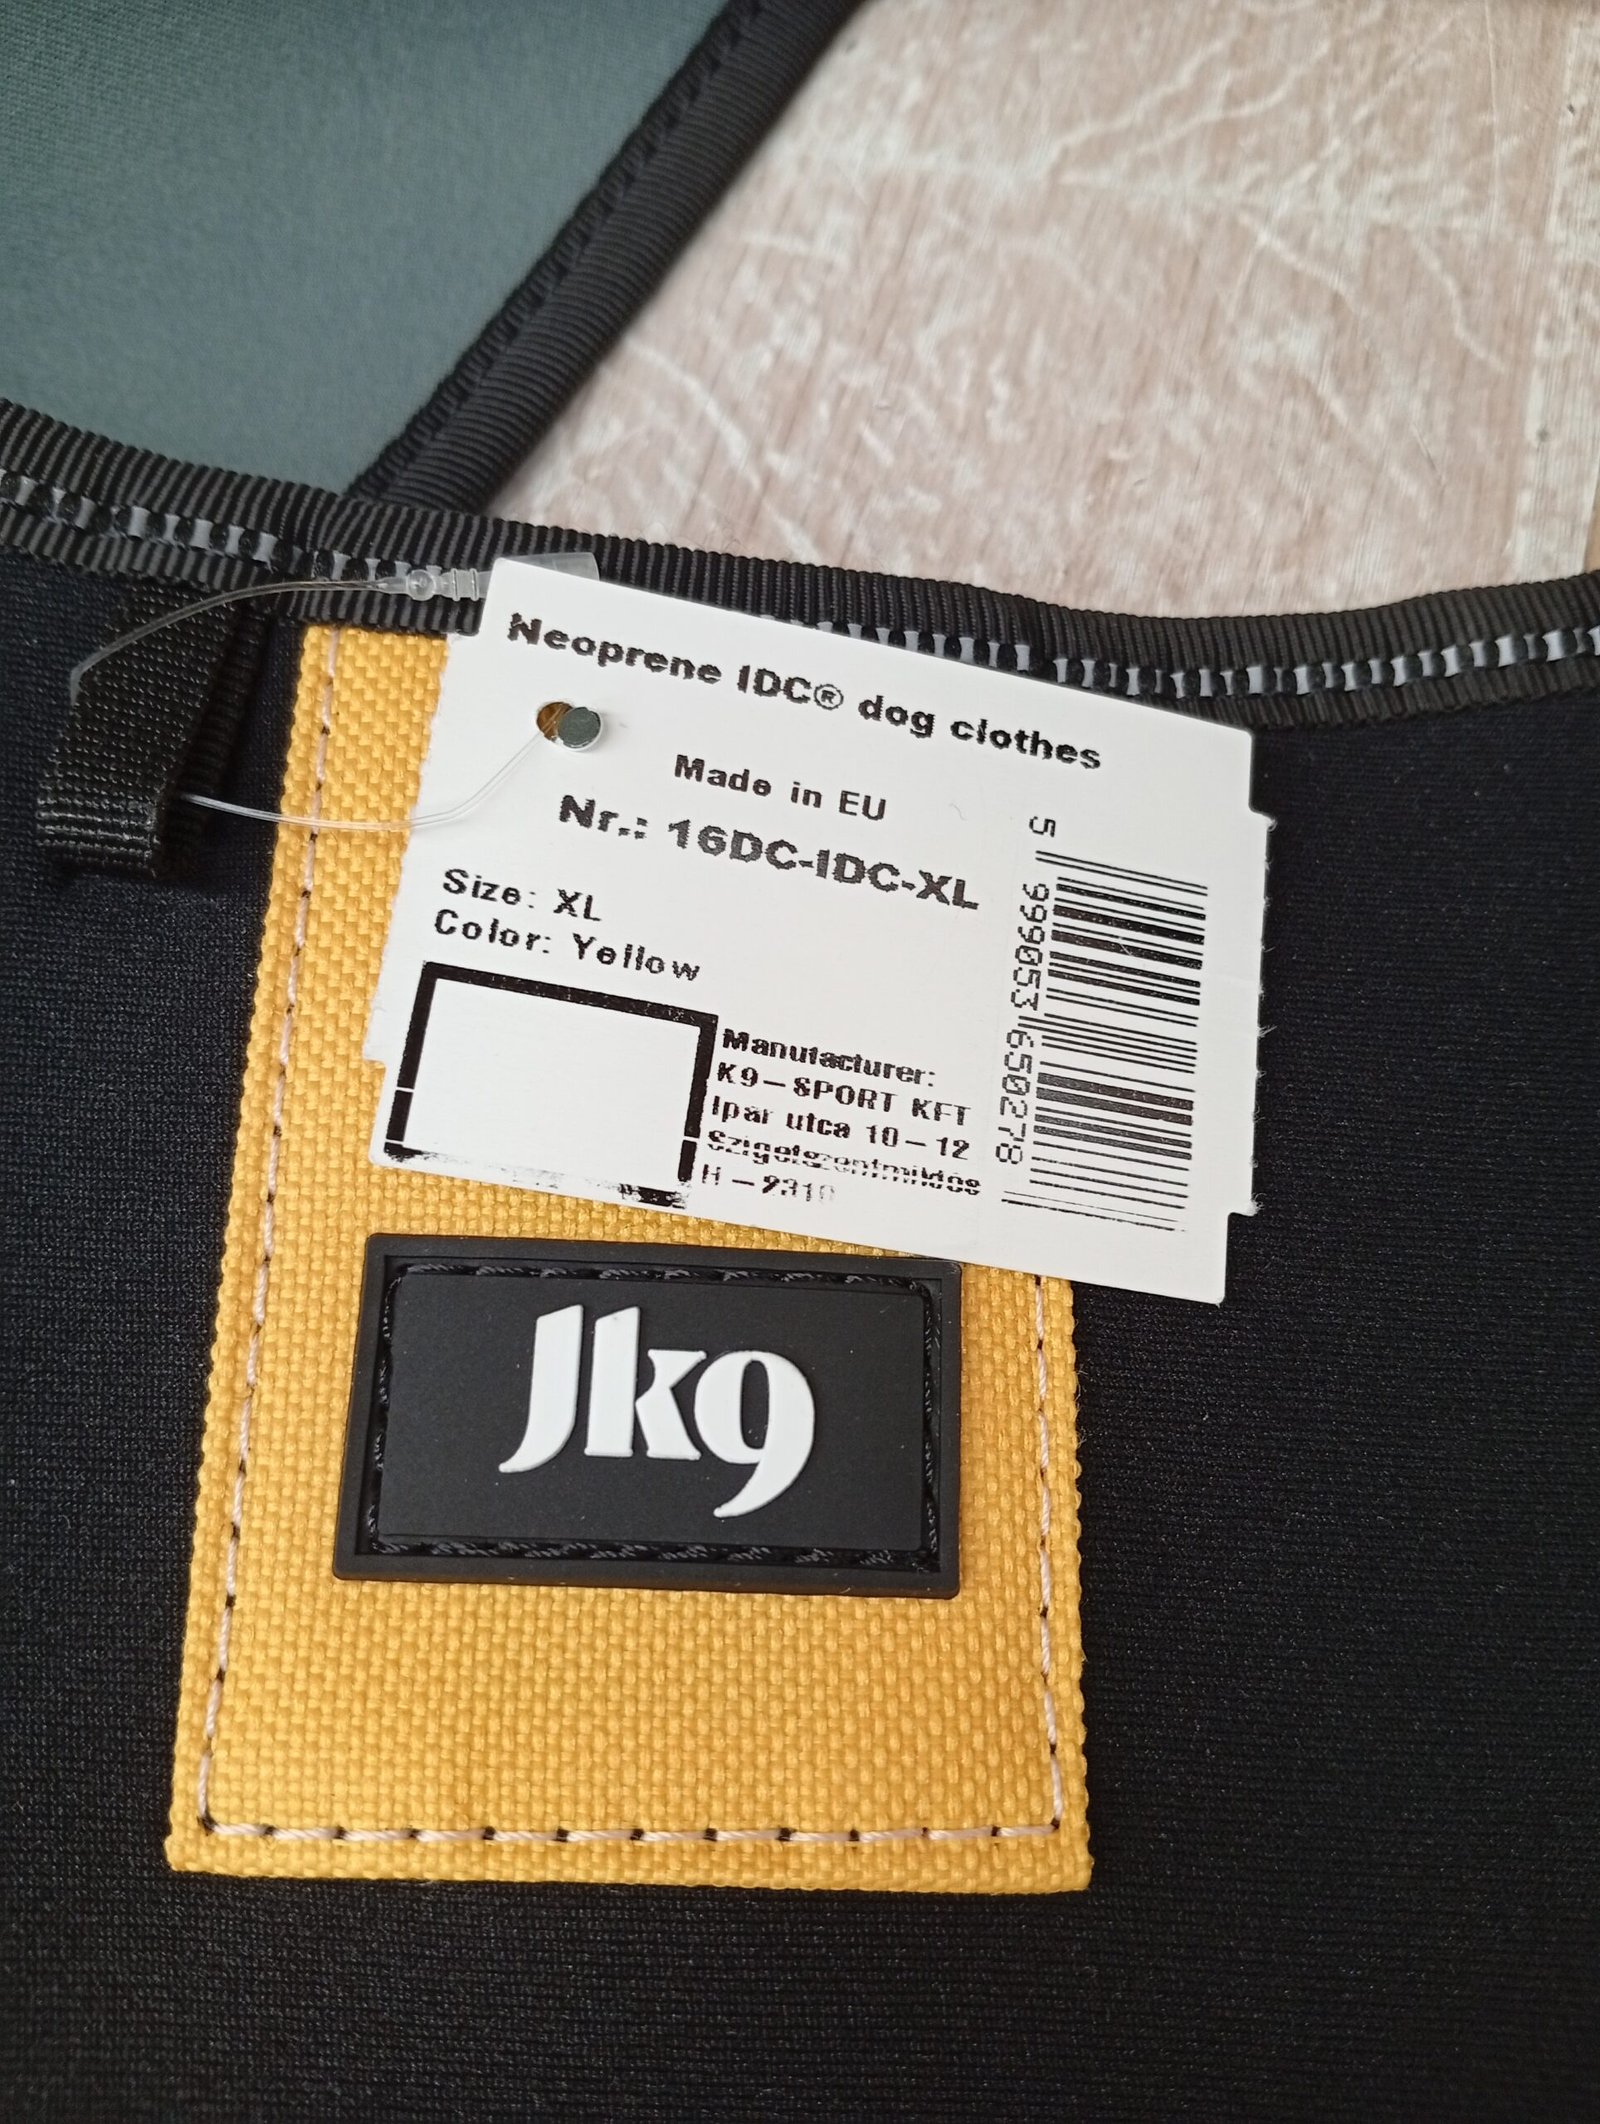 Neoprene IDC® dog clothes
Made in EU
Nr.: 16DC-IDC-XL
Size: XL
Color: Yellow
Manufacturer:
K9-SPORT KFT
Ipar utca 10-12
Szigetszentmiklós
H-2310
5 999053 650278
Jk9